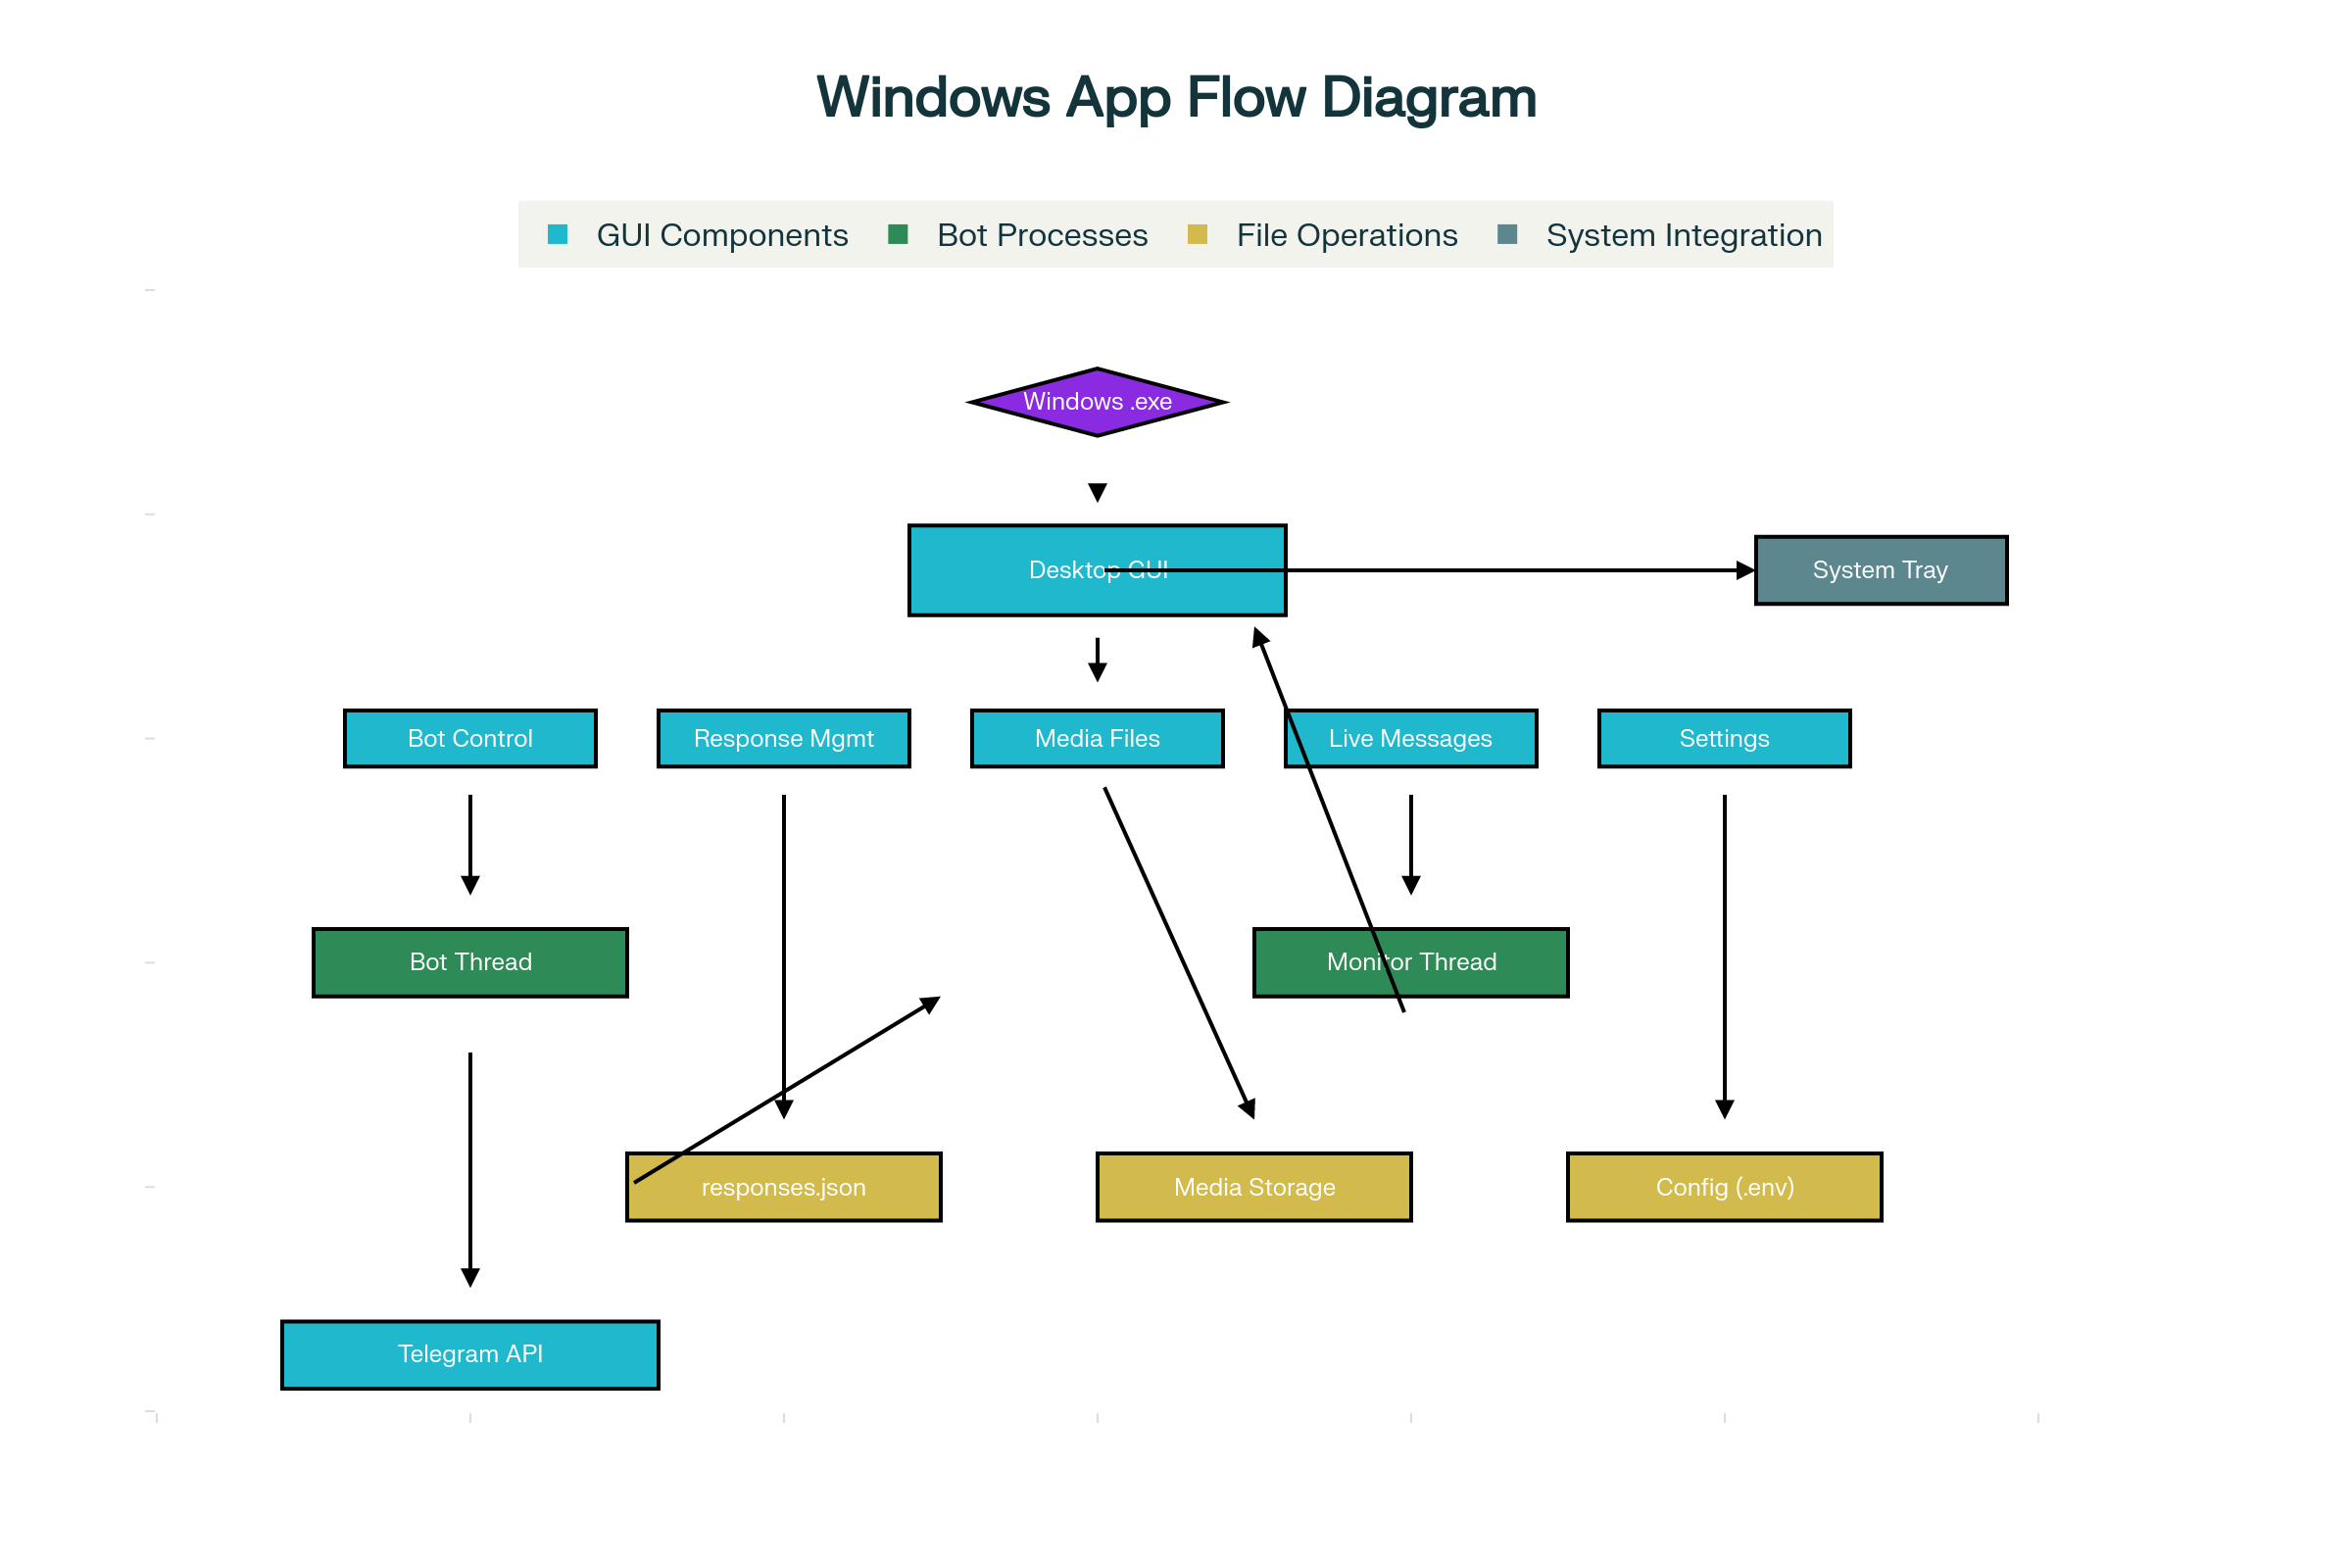 Windows App Flow Diagram
GUI Components Bot Processes File Operations System Integration
Windows .exe
Desktop GUI System Tray
Bot Control Response Mgmt Media Files Live Messages Settings
Bot Thread Monitor Thread
responses.json Media Storage Config (.env)
Telegram API